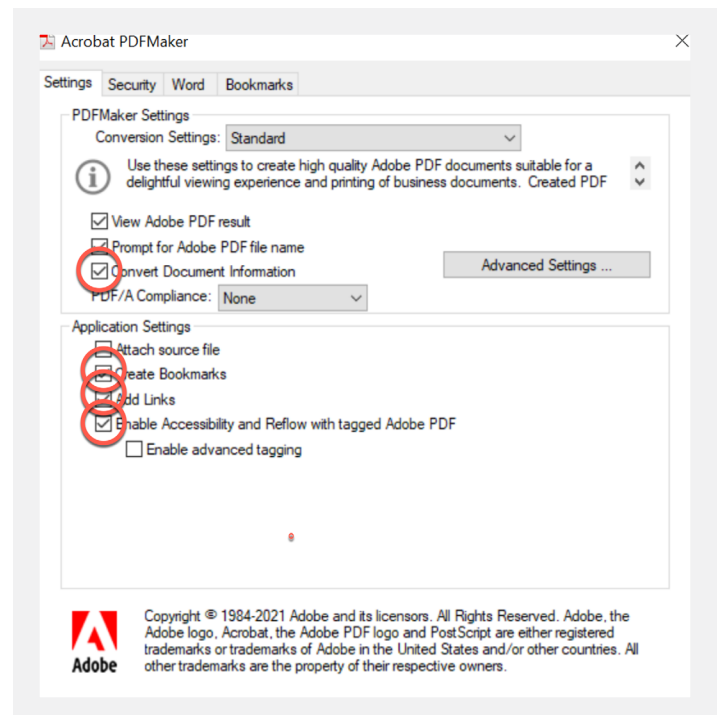 Acrobat PDFMaker
Settings Security Word Bookmarks
PDFMaker Settings
Conversion Settings: Standard
Use these settings to create high quality Adobe PDF documents suitable for a
delightful viewing experience and printing of business documents. Created PDF
View Adobe PDF result
Prompt for Adobe PDF file name
Convert Document Information
Advanced Settings ...
PDF/A Compliance: None
Application Settings
Attach source file
Create Bookmarks
Add Links
Enable Accessibility and Reflow with tagged Adobe PDF
Enable advanced tagging
Copyright © 1984-2021 Adobe and its licensors. All Rights Reserved. Adobe, the
Adobe logo, Acrobat, the Adobe PDF logo and PostScript are either registered
trademarks or trademarks of Adobe in the United States and/or other countries. All
other trademarks are the property of their respective owners.
Adobe